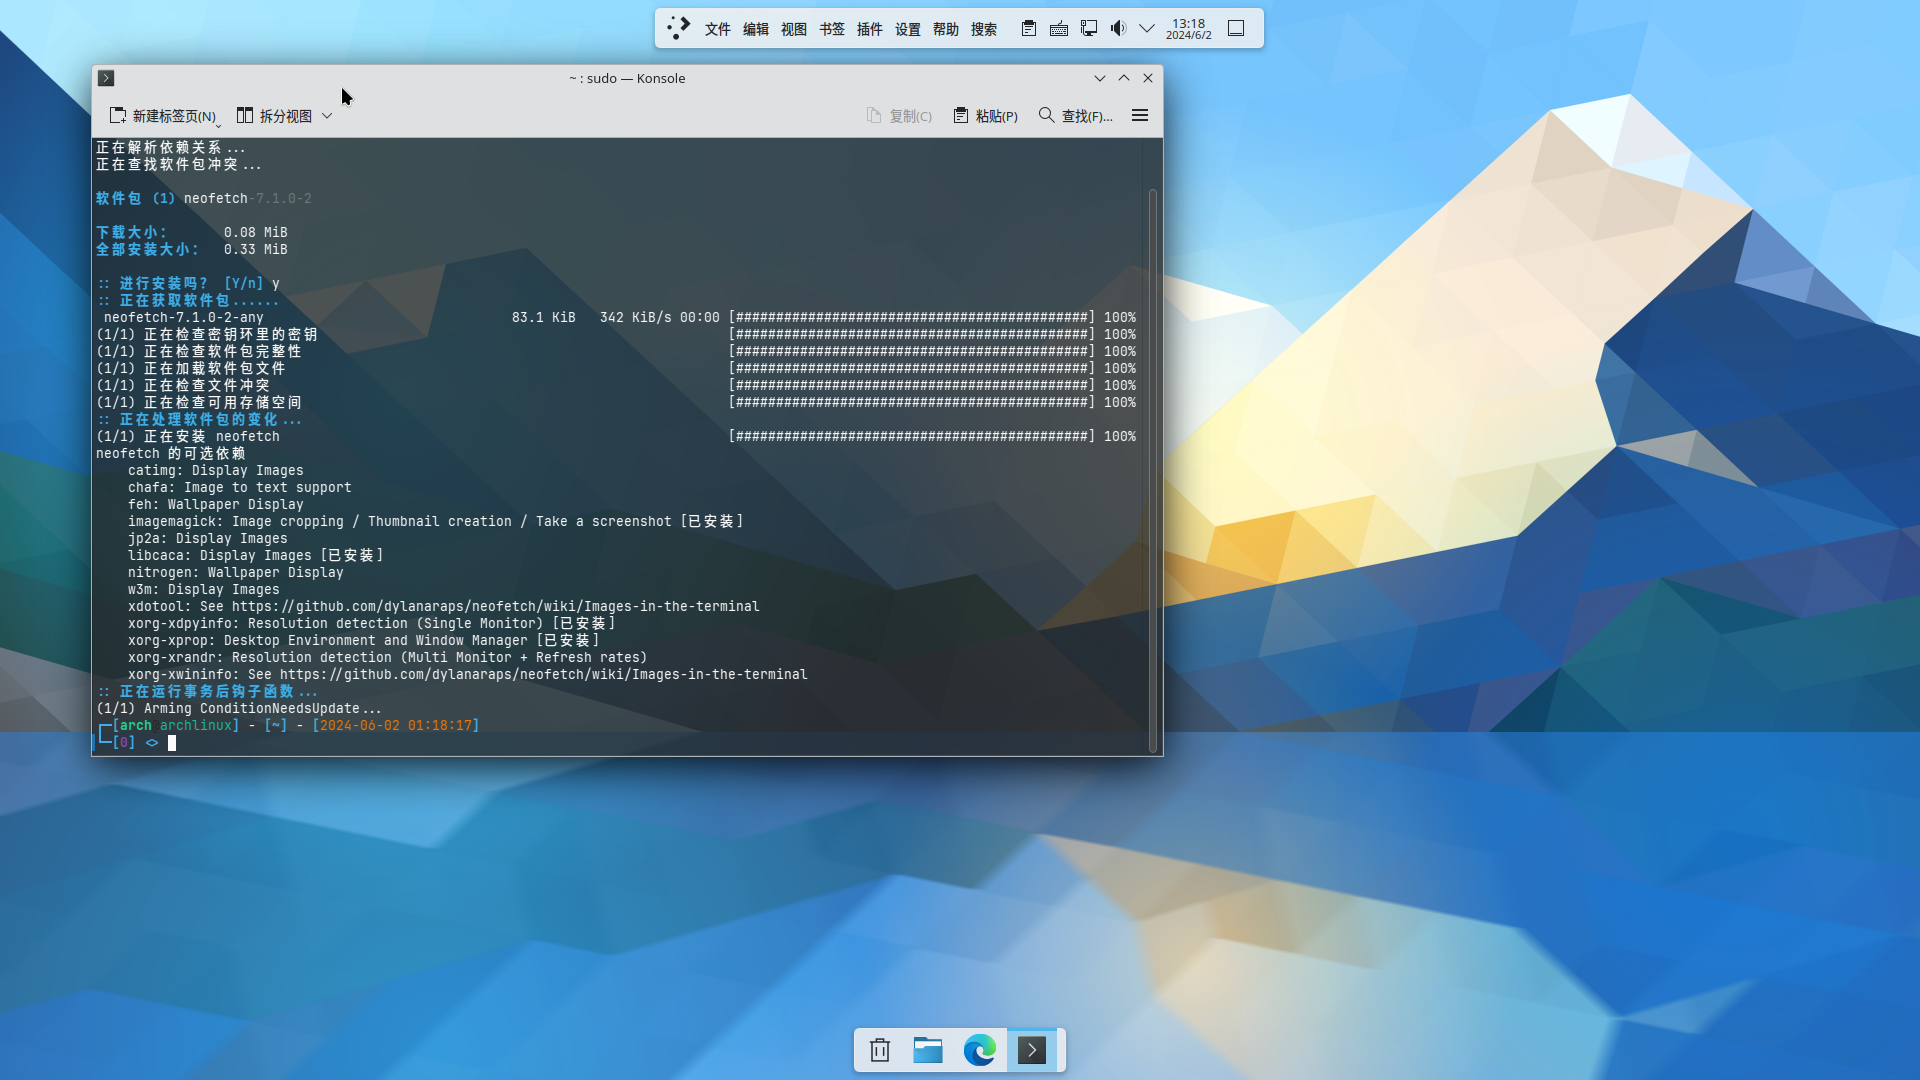 文件 编辑 视图 书签 插件 设置 帮助 搜索 13:18
2024/6/2
~ : sudo — Konsole
新建标签页(N) 拆分视图 复制(C) 粘贴(P) 查找(F)...
正在解析依赖关系...
正在查找软件包冲突...
软件包 (1) neofetch-7.1.0-2
下载大小： 0.08 MiB
全部安装大小： 0.33 MiB
:: 进行安装吗？ [Y/n] y
:: 正在获取软件包......
neofetch-7.1.0-2-any 83.1 KiB 342 KiB/s 00:00 [############################################] 100%
(1/1) 正在检查密钥环里的密钥 [############################################] 100%
(1/1) 正在检查软件包完整性 [############################################] 100%
(1/1) 正在加载软件包文件 [############################################] 100%
(1/1) 正在检查文件冲突 [############################################] 100%
(1/1) 正在检查可用存储空间 [############################################] 100%
:: 正在处理软件包的变化...
(1/1) 正在安装 neofetch [############################################] 100%
neofetch 的可选依赖
catimg: Display Images
chafa: Image to text support
feh: Wallpaper Display
imagemagick: Image cropping / Thumbnail creation / Take a screenshot [已安装]
jp2a: Display Images
libcaca: Display Images [已安装]
nitrogen: Wallpaper Display
w3m: Display Images
xdotool: See https://github.com/dylanaraps/neofetch/wiki/Images-in-the-terminal
xorg-xdpyinfo: Resolution detection (Single Monitor) [已安装]
xorg-xprop: Desktop Environment and Window Manager [已安装]
xorg-xrandr: Resolution detection (Multi Monitor + Refresh rates)
xorg-xwininfo: See https://github.com/dylanaraps/neofetch/wiki/Images-in-the-terminal
:: 正在运行事务后钩子函数...
(1/1) Arming ConditionNeedsUpdate...
┌─[arch archlinux] - [~] - [2024-06-02 01:18:17]
└─[0] <>